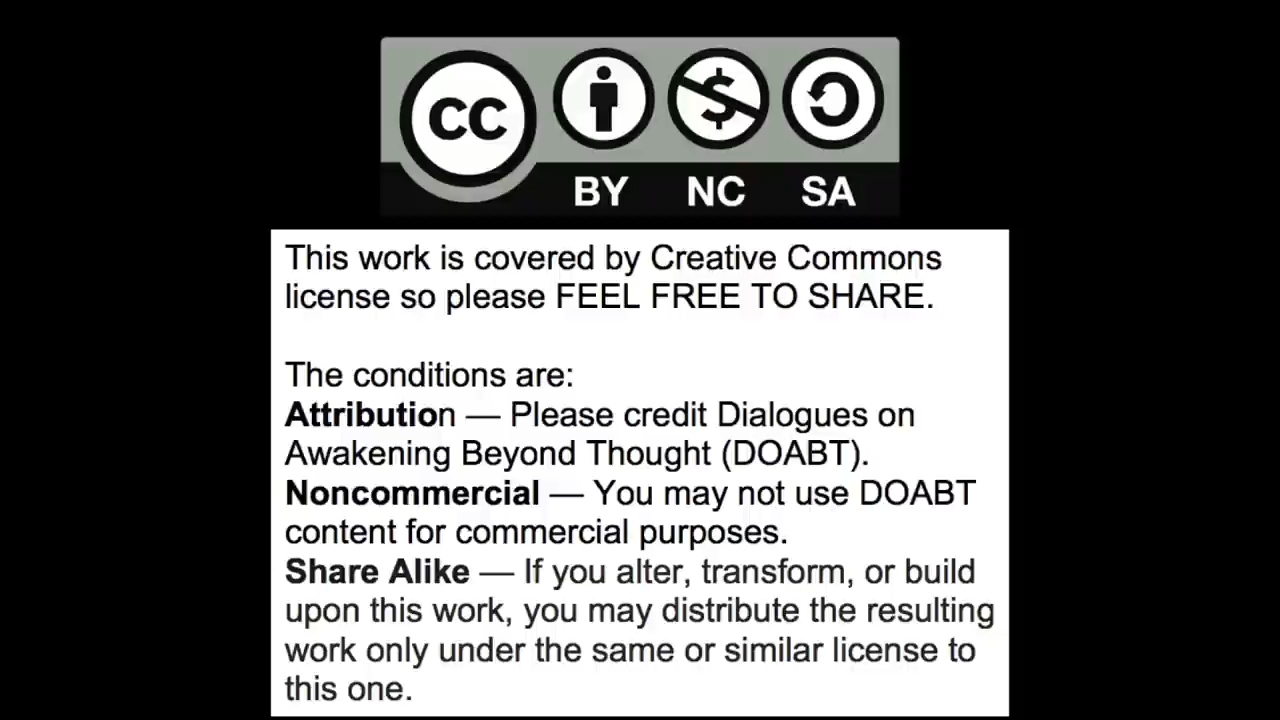 CC
BY NC SA
This work is covered by Creative Commons
license so please FEEL FREE TO SHARE.
The conditions are:
Attribution — Please credit Dialogues on
Awakening Beyond Thought (DOABT).
Noncommercial — You may not use DOABT
content for commercial purposes.
Share Alike — If you alter, transform, or build
upon this work, you may distribute the resulting
work only under the same or similar license to
this one.